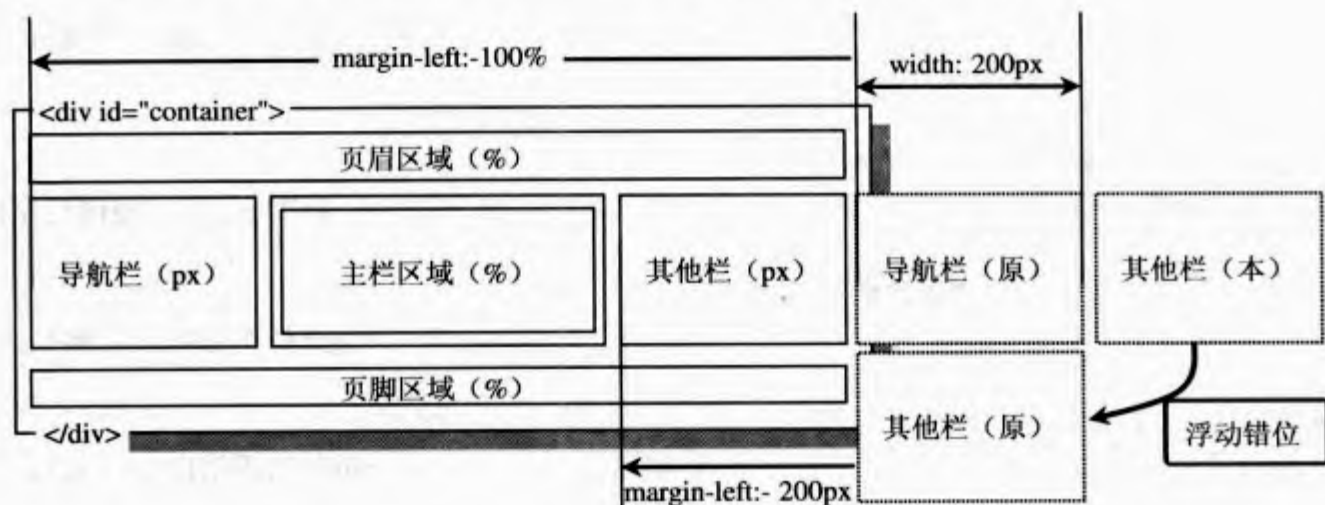 margin-left:-100%
width: 200px
<div id="container">
页眉区域（%）
导航栏（px）
主栏区域（%）
其他栏（px）
导航栏（原）
其他栏（本）
页脚区域（%）
其他栏（原）
浮动错位
</div>
margin-left:- 200px